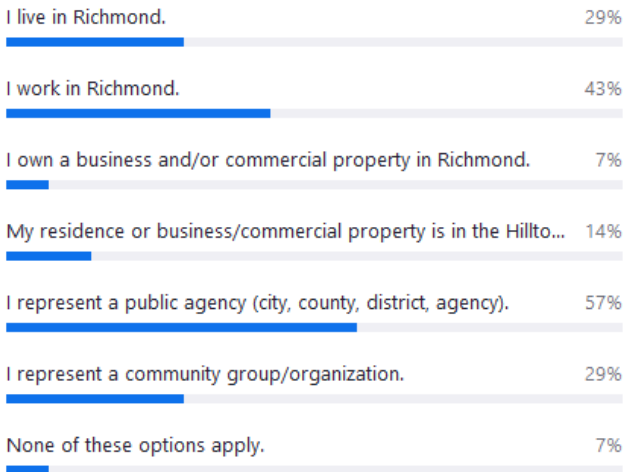 I live in Richmond. 29%
I work in Richmond. 43%
I own a business and/or commercial property in Richmond. 7%
My residence or business/commercial property is in the Hillto... 14%
I represent a public agency (city, county, district, agency). 57%
I represent a community group/organization. 29%
None of these options apply. 7%